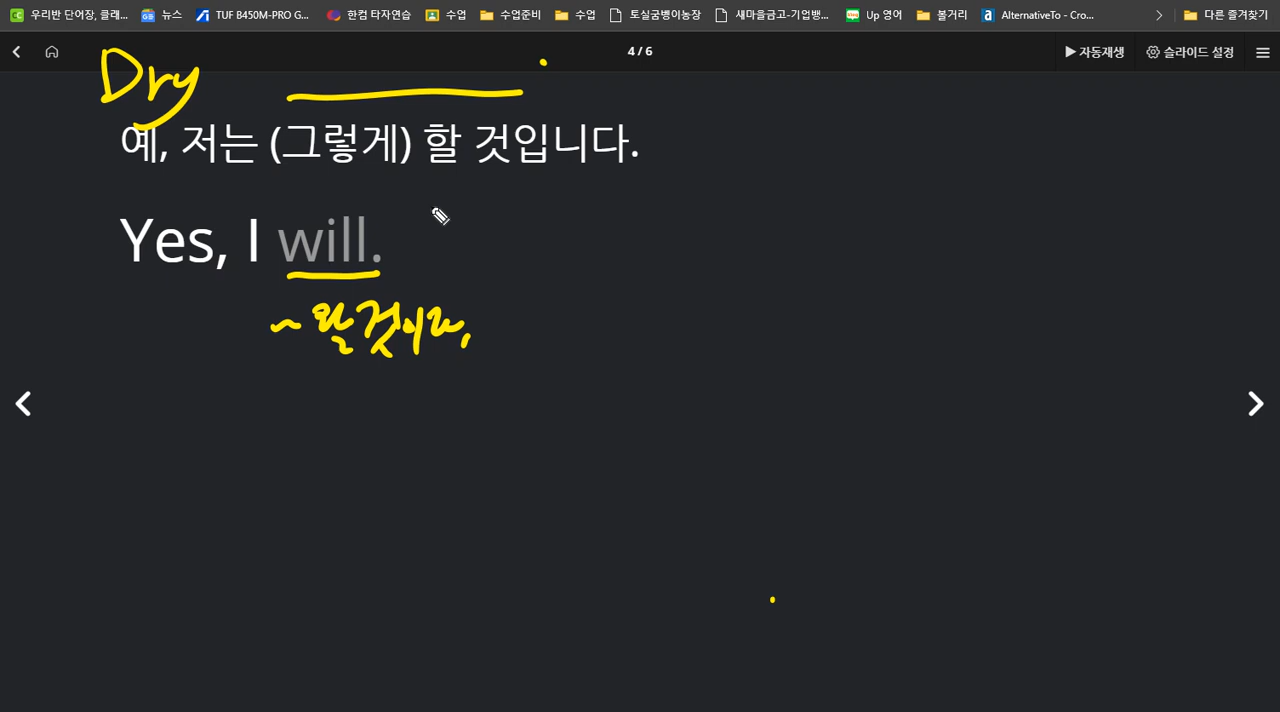 우리반 단어장, 클래... 뉴스 TUF B450M-PRO G... 한컴 타자연습 수업 수업준비 수업 토실굼벵이농장 새마을금고-기업뱅... Up 영어 볼거리 AlternativeTo - Cro... 다른 즐겨찾기
4 / 6 자동재생 슬라이드 설정
Dry
예, 저는 (그렇게) 할 것입니다.
Yes, I will.
~할 것이다,